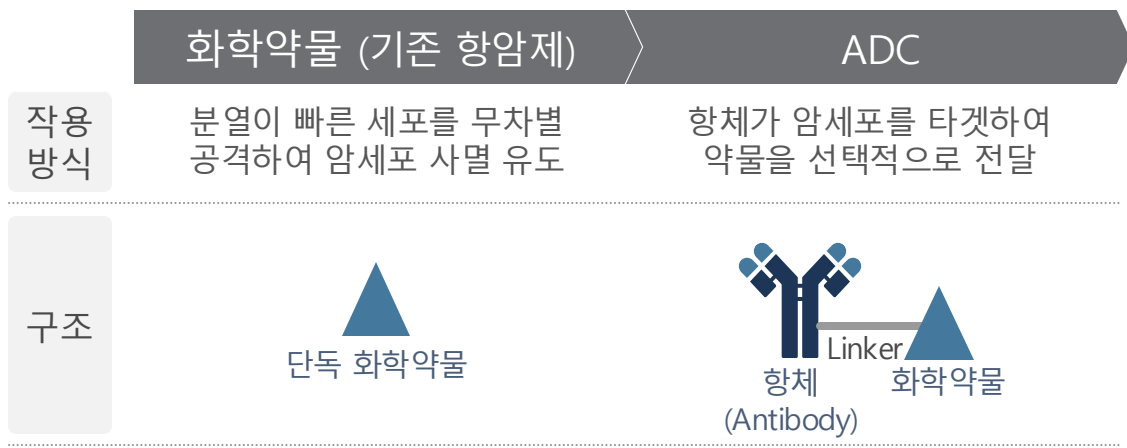 화학약물 (기존 항암제)
ADC
작용
방식
분열이 빠른 세포를 무차별
공격하여 암세포 사멸 유도
항체가 암세포를 타겟하여
약물을 선택적으로 전달
구조
단독 화학약물
Linker
항체
(Antibody)
화학약물